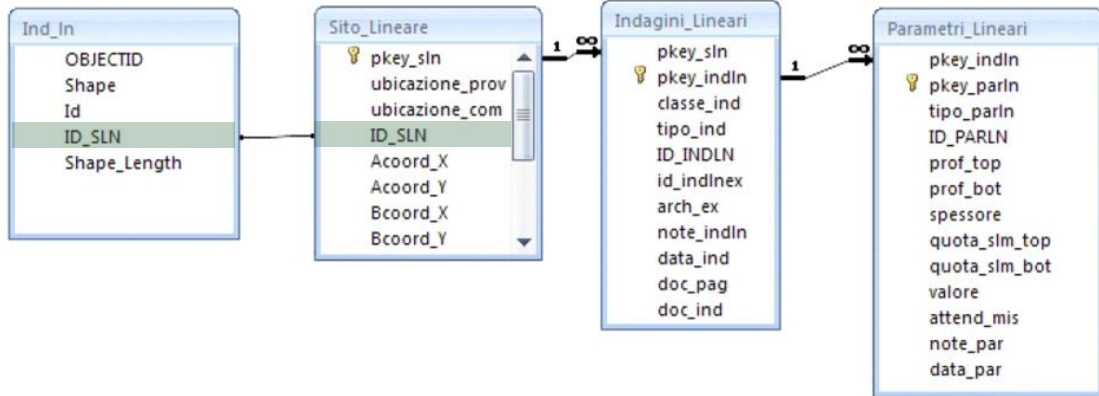 Ind_ln
OBJECTID
Shape
Id
ID_SLN
Shape_Length
Sito_Lineare
pkey_sln
ubicazione_prov
ubicazione_com
ID_SLN
Acoord_X
Acoord_Y
Bcoord_X
Bcoord_Y
1 ∞
Indagini_Lineari
pkey_sln
pkey_indln
classe_ind
tipo_ind
ID_INDLN
id_indlnex
arch_ex
note_indln
data_ind
doc_pag
doc_ind
1 ∞
Parametri_Lineari
pkey_indln
pkey_parln
tipo_parln
ID_PARLN
prof_top
prof_bot
spessore
quota_slm_top
quota_slm_bot
valore
attend_mis
note_par
data_par